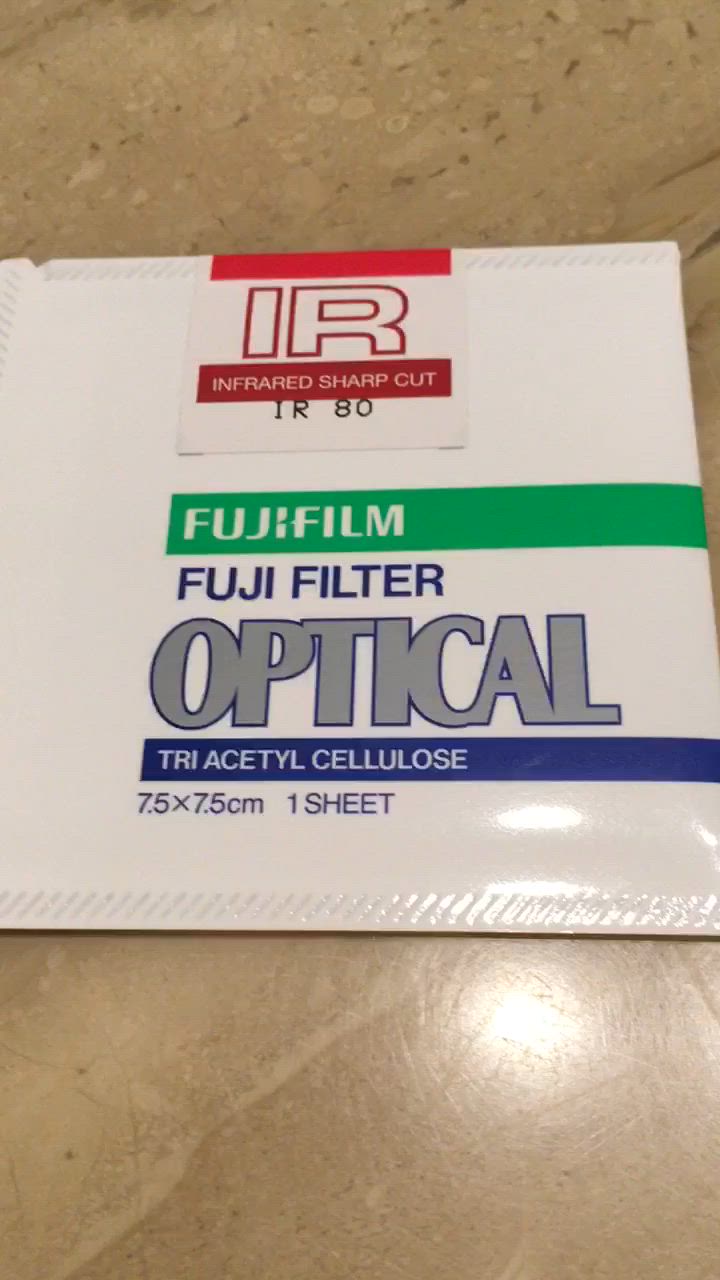 IR
INFRARED SHARP CUT
IR 80
FUJIFILM
FUJI FILTER
OPTICAL
TRI ACETYL CELLULOSE
7.5×7.5cm 1 SHEET